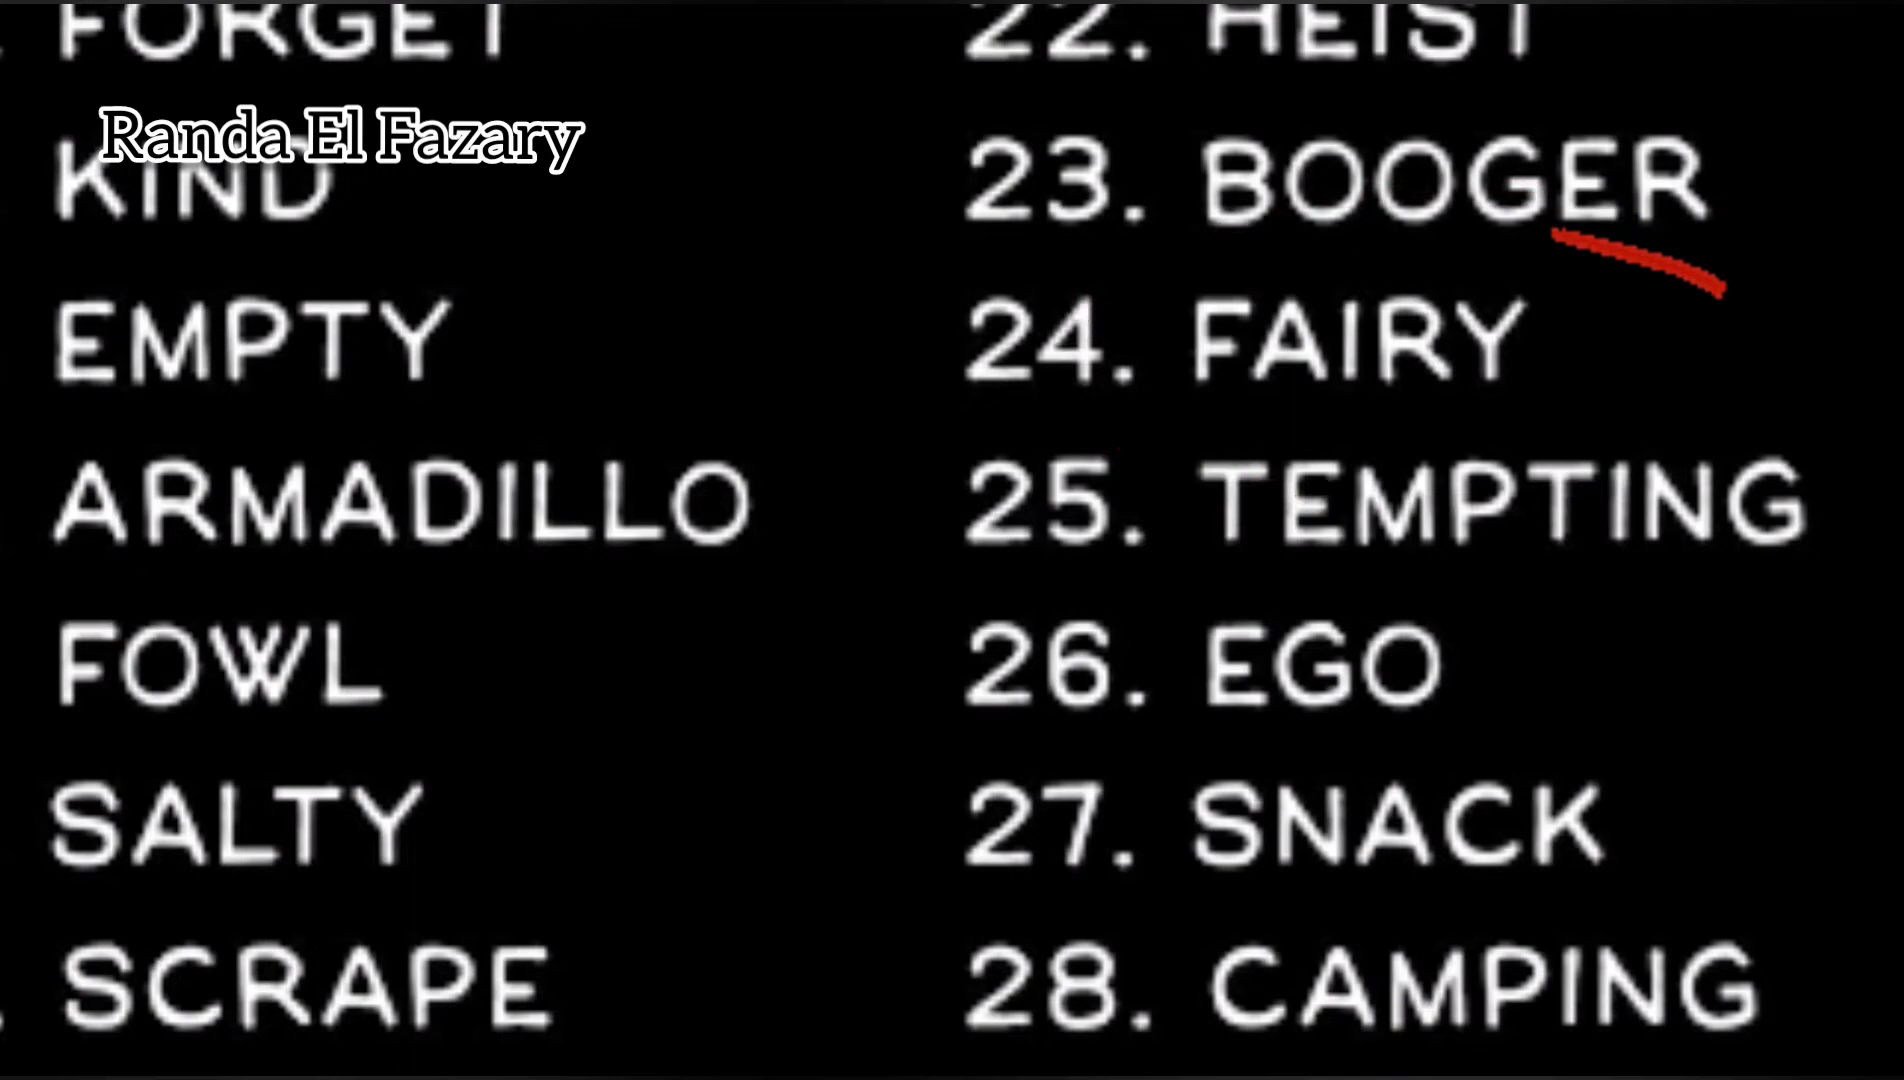 FORGET
Randa El Fazary
KIND
EMPTY
ARMADILLO
FOWL
SALTY
SCRAPE
22. HEIST
23. BOOGER
24. FAIRY
25. TEMPTING
26. EGO
27. SNACK
28. CAMPING